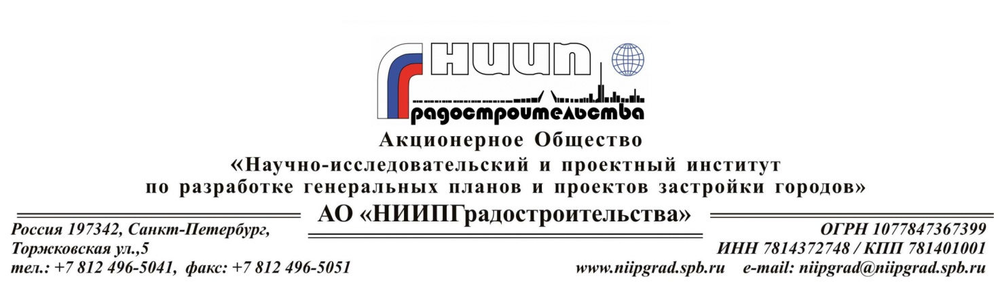 НИИП
градостроительства
Акционерное Общество
«Научно-исследовательский и проектный институт
по разработке генеральных планов и проектов застройки городов»
АО «НИИПГрадостроительства»
Россия 197342, Санкт-Петербург,
Торжковская ул.,5
тел.: +7 812 496-5041, факс: +7 812 496-5051
ОГРН 1077847367399
ИНН 7814372748 / КПП 781401001
www.niipgrad.spb.ru e-mail: niipgrad@niipgrad.spb.ru